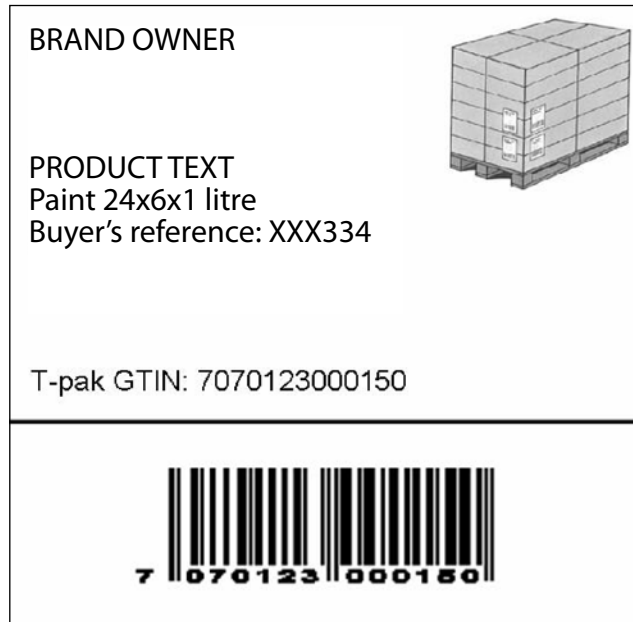 BRAND OWNER
PRODUCT TEXT
Paint 24x6x1 litre
Buyer’s reference: XXX334
T-pak GTIN: 7070123000150
7 070123 000150